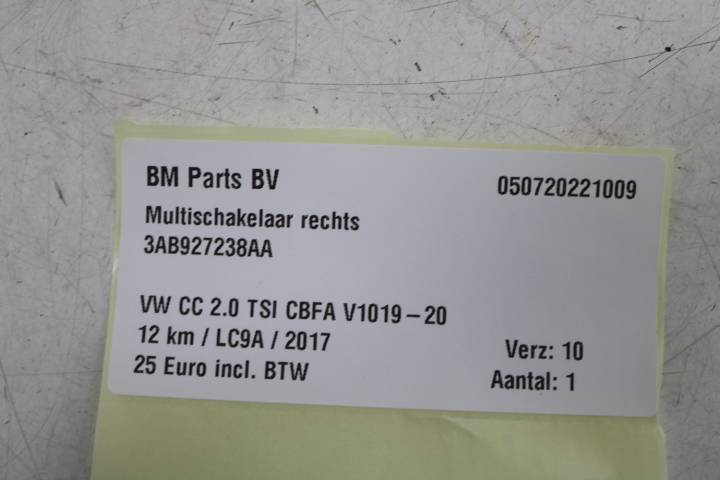 BM Parts BV 050720221009
Multischakelaar rechts
3AB927238AA
VW CC 2.0 TSI CBFA V1019-20
12 km / LC9A / 2017 Verz: 10
25 Euro incl. BTW Aantal: 1